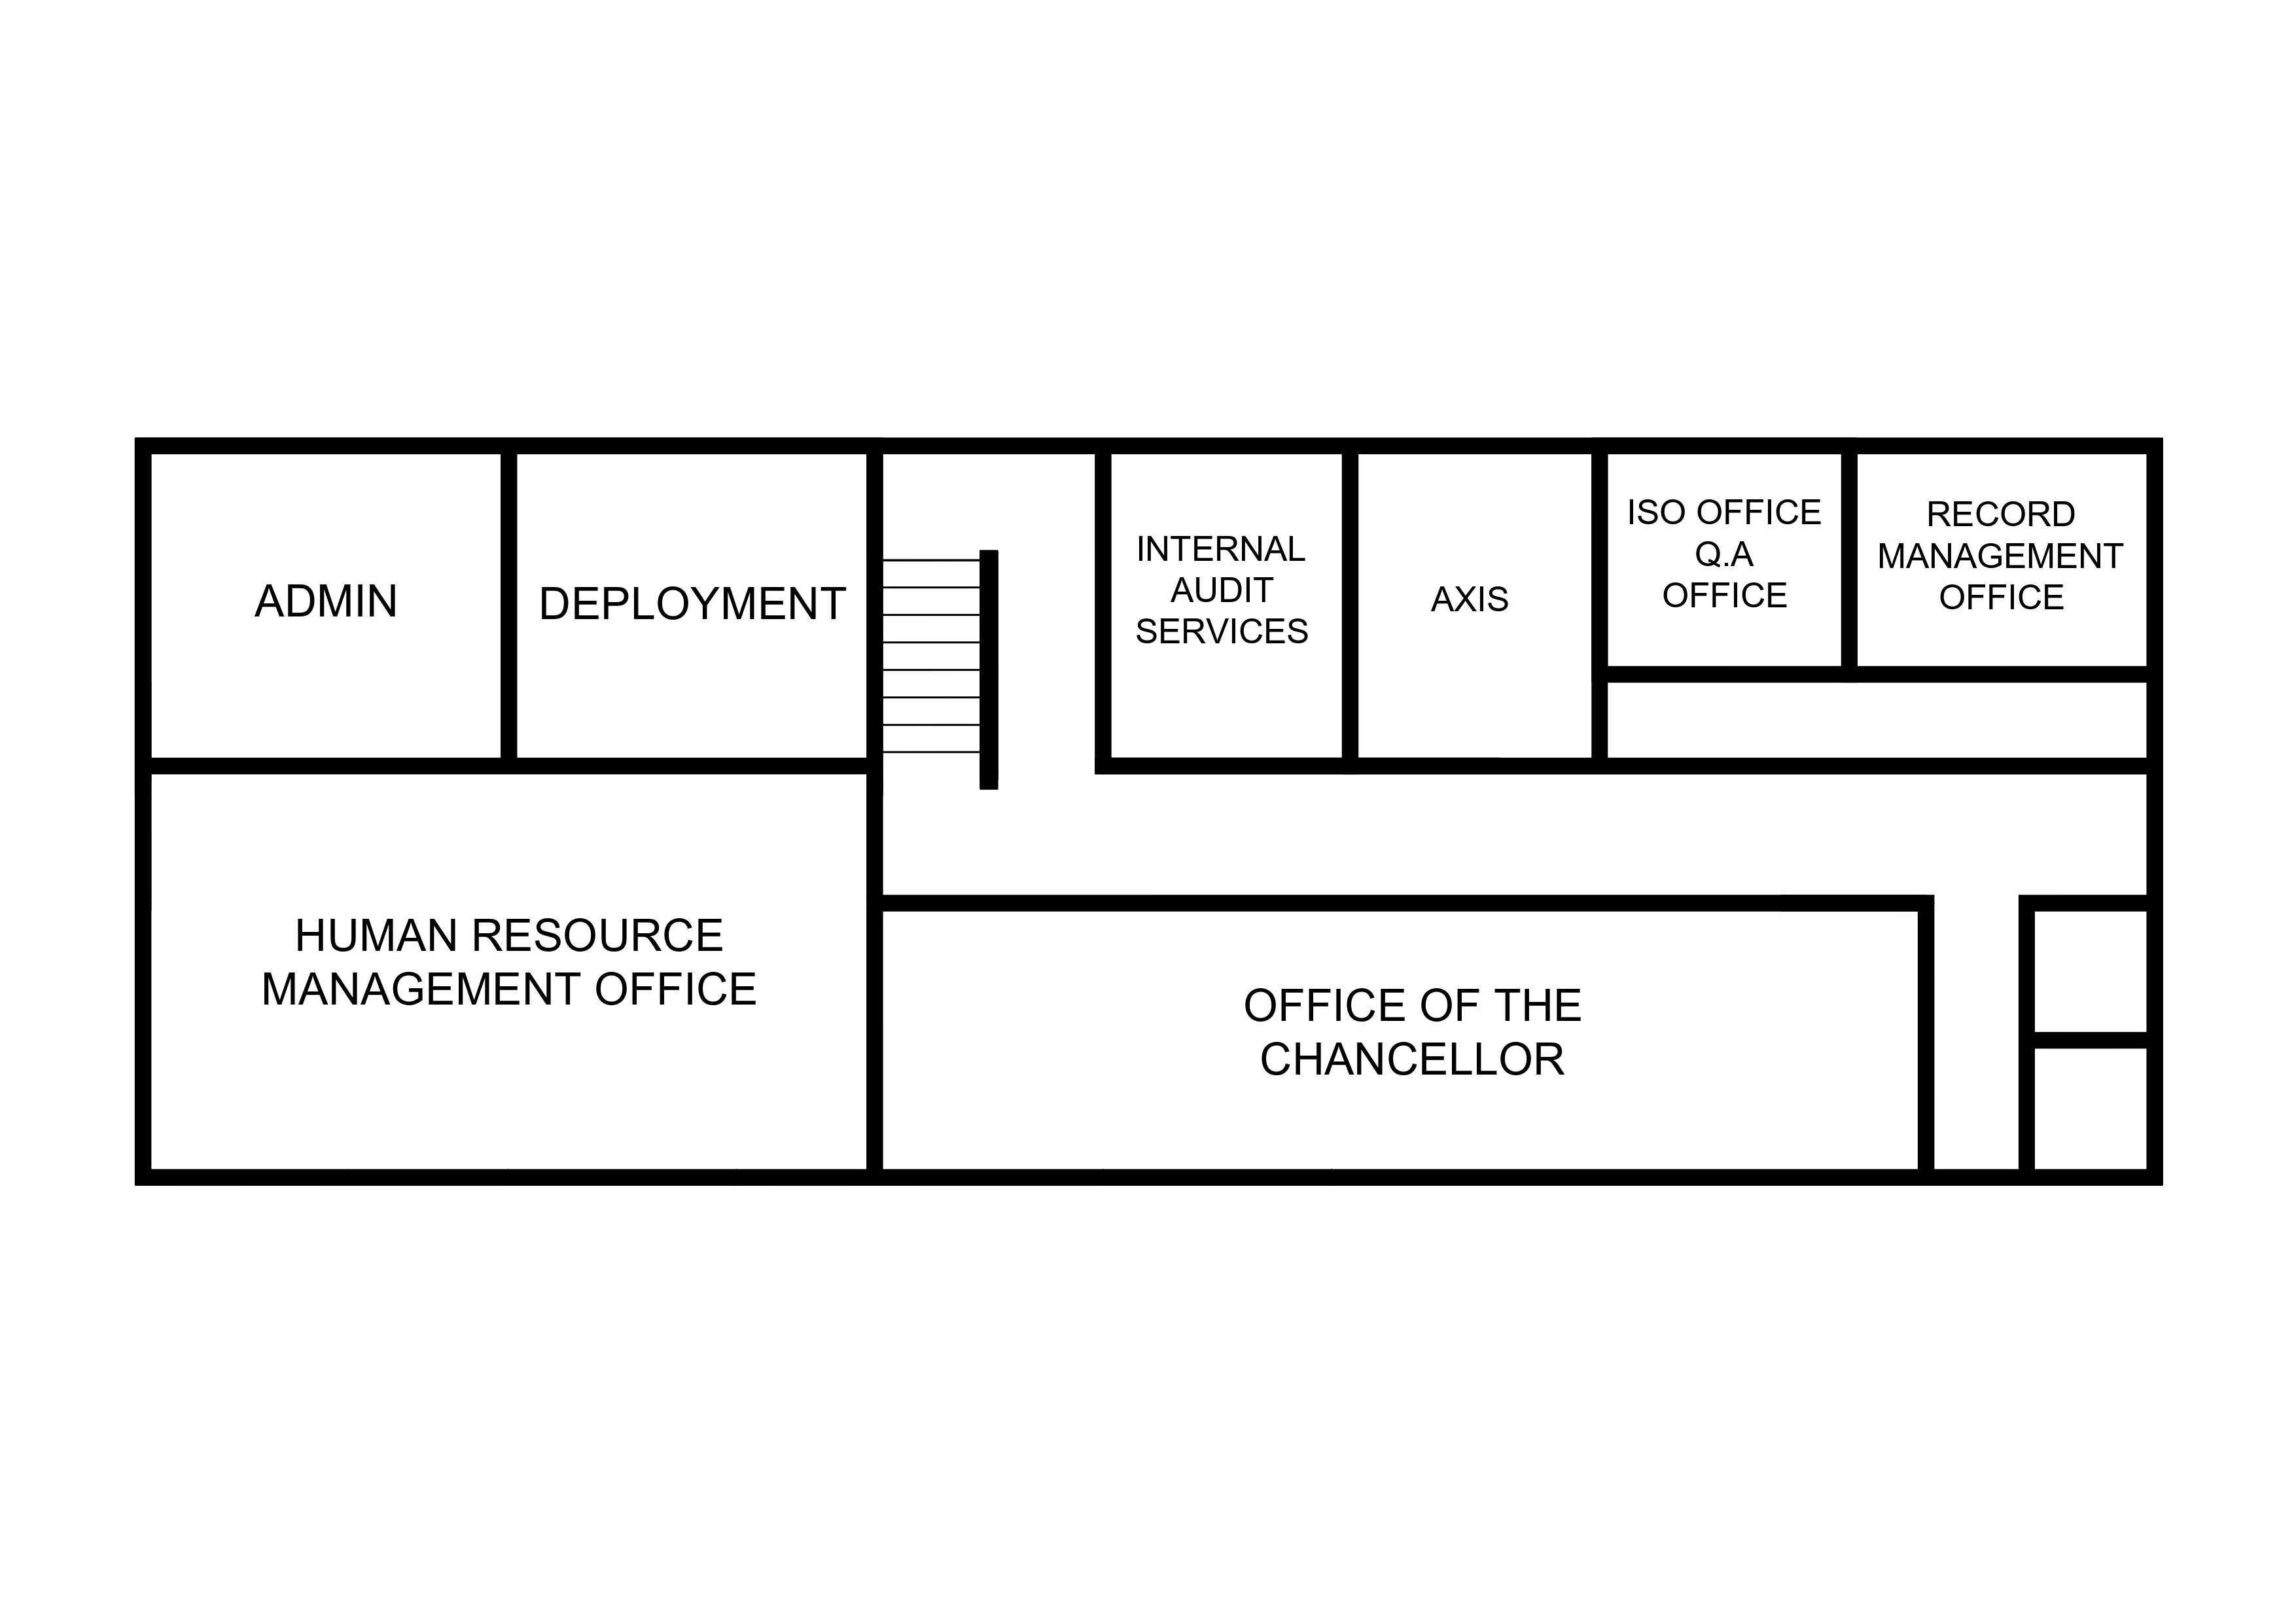 ADMIN
DEPLOYMENT
INTERNAL
AUDIT
SERVICES
AXIS
ISO OFFICE
Q.A
OFFICE
RECORD
MANAGEMENT
OFFICE
HUMAN RESOURCE
MANAGEMENT OFFICE
OFFICE OF THE
CHANCELLOR